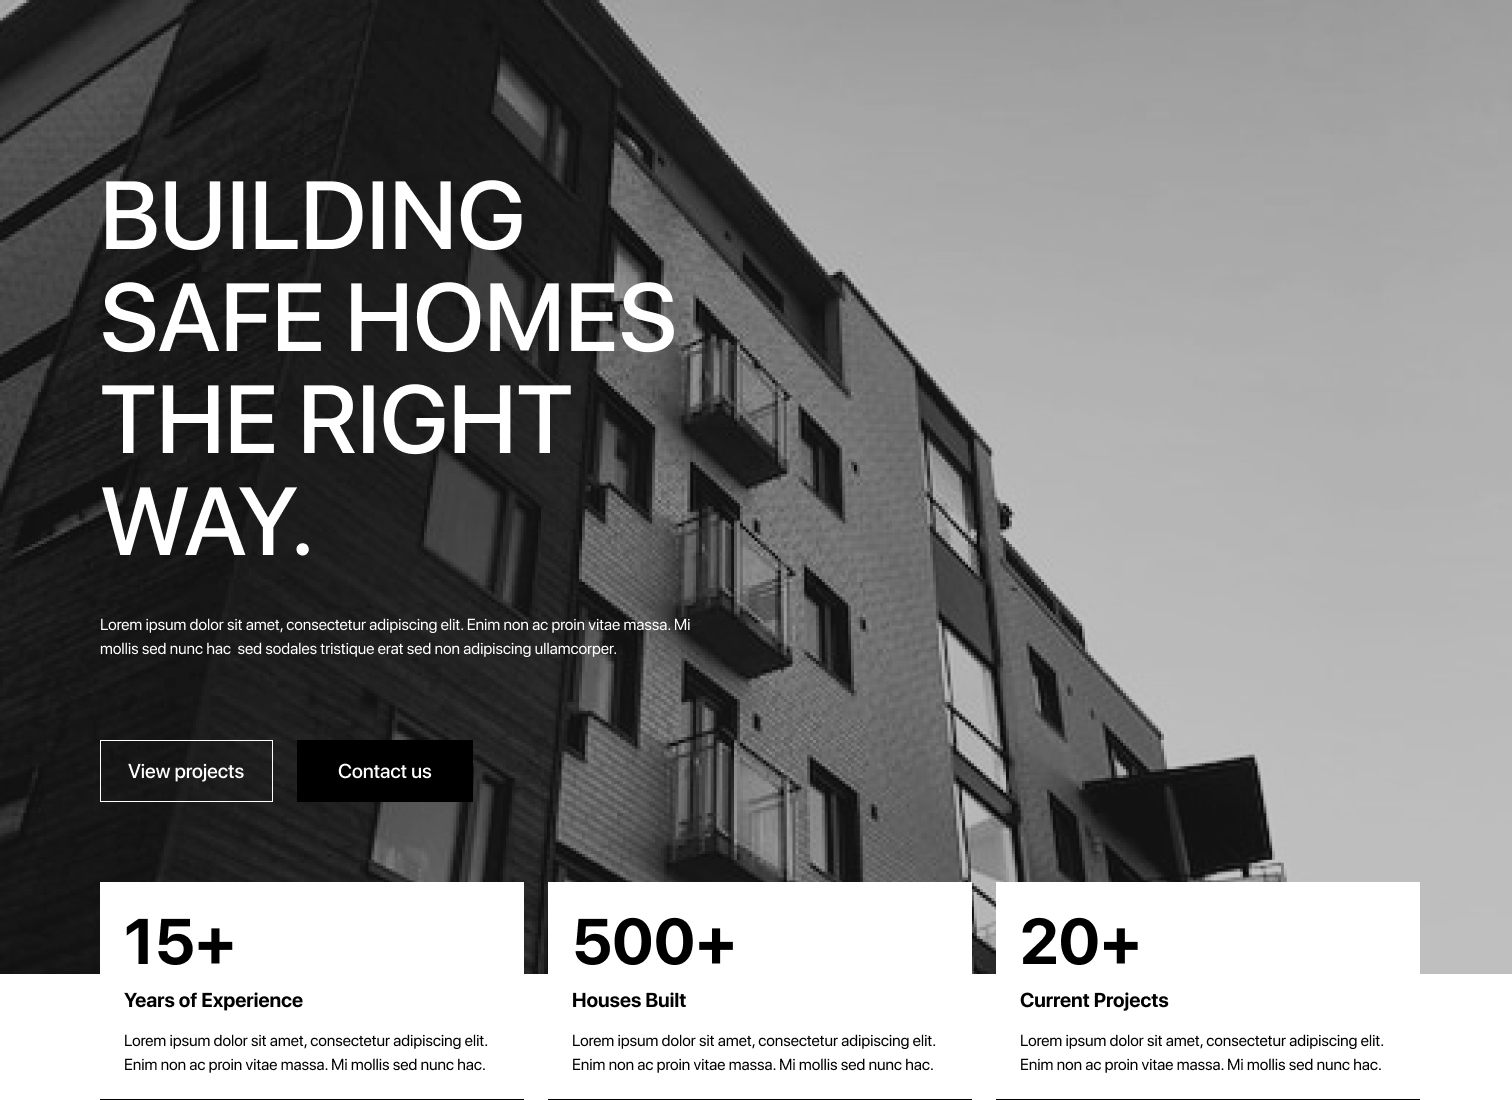 BUILDING
SAFE HOMES
THE RIGHT
WAY.
Lorem ipsum dolor sit amet, consectetur adipiscing elit. Enim non ac proin vitae massa. Mi
mollis sed nunc hac  sed sodales tristique erat sed non adipiscing ullamcorper.
View projects
Contact us
15+
Years of Experience
Lorem ipsum dolor sit amet, consectetur adipiscing elit.
Enim non ac proin vitae massa. Mi mollis sed nunc hac.
500+
Houses Built
Lorem ipsum dolor sit amet, consectetur adipiscing elit.
Enim non ac proin vitae massa. Mi mollis sed nunc hac.
20+
Current Projects
Lorem ipsum dolor sit amet, consectetur adipiscing elit.
Enim non ac proin vitae massa. Mi mollis sed nunc hac.